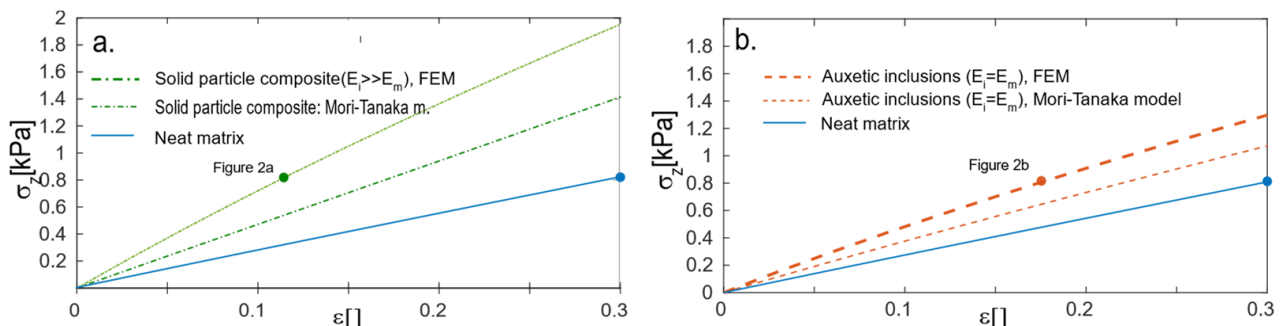 a.
2
1.8
1.6
1.4
1.2
1
0.8
0.6
0.4
0.2
σz[kPa]
Solid particle composite(Ei>>Em), FEM
Solid particle composite: Mori-Tanaka m.
Neat matrix
Figure 2a
0
0.1
0.2
0.3
ε[]
b.
1.8
1.6
1.4
1.2
1
0.8
0.6
0.4
0.2
0
σz[kPa]
Auxetic inclusions (Ei=Em), FEM
Auxetic inclusions (Ei=Em), Mori-Tanaka model
Neat matrix
Figure 2b
0
0.1
0.2
0.3
ε[]